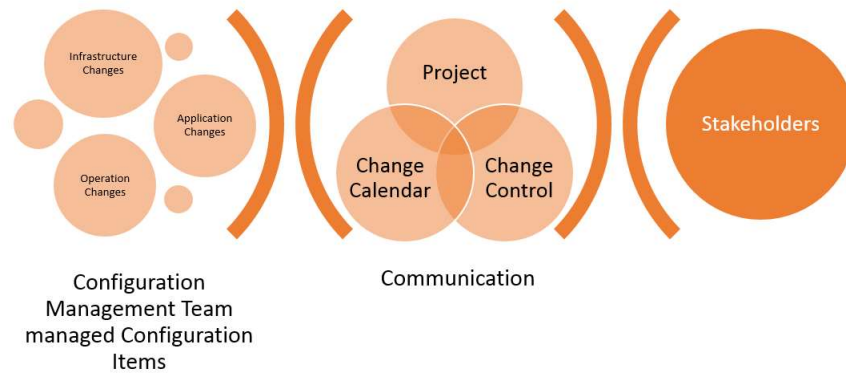 Infrastructure
Changes
Application
Changes
Operation
Changes
Configuration
Management Team
managed Configuration
Items
Project
Change
Calendar
Change
Control
Communication
Stakeholders